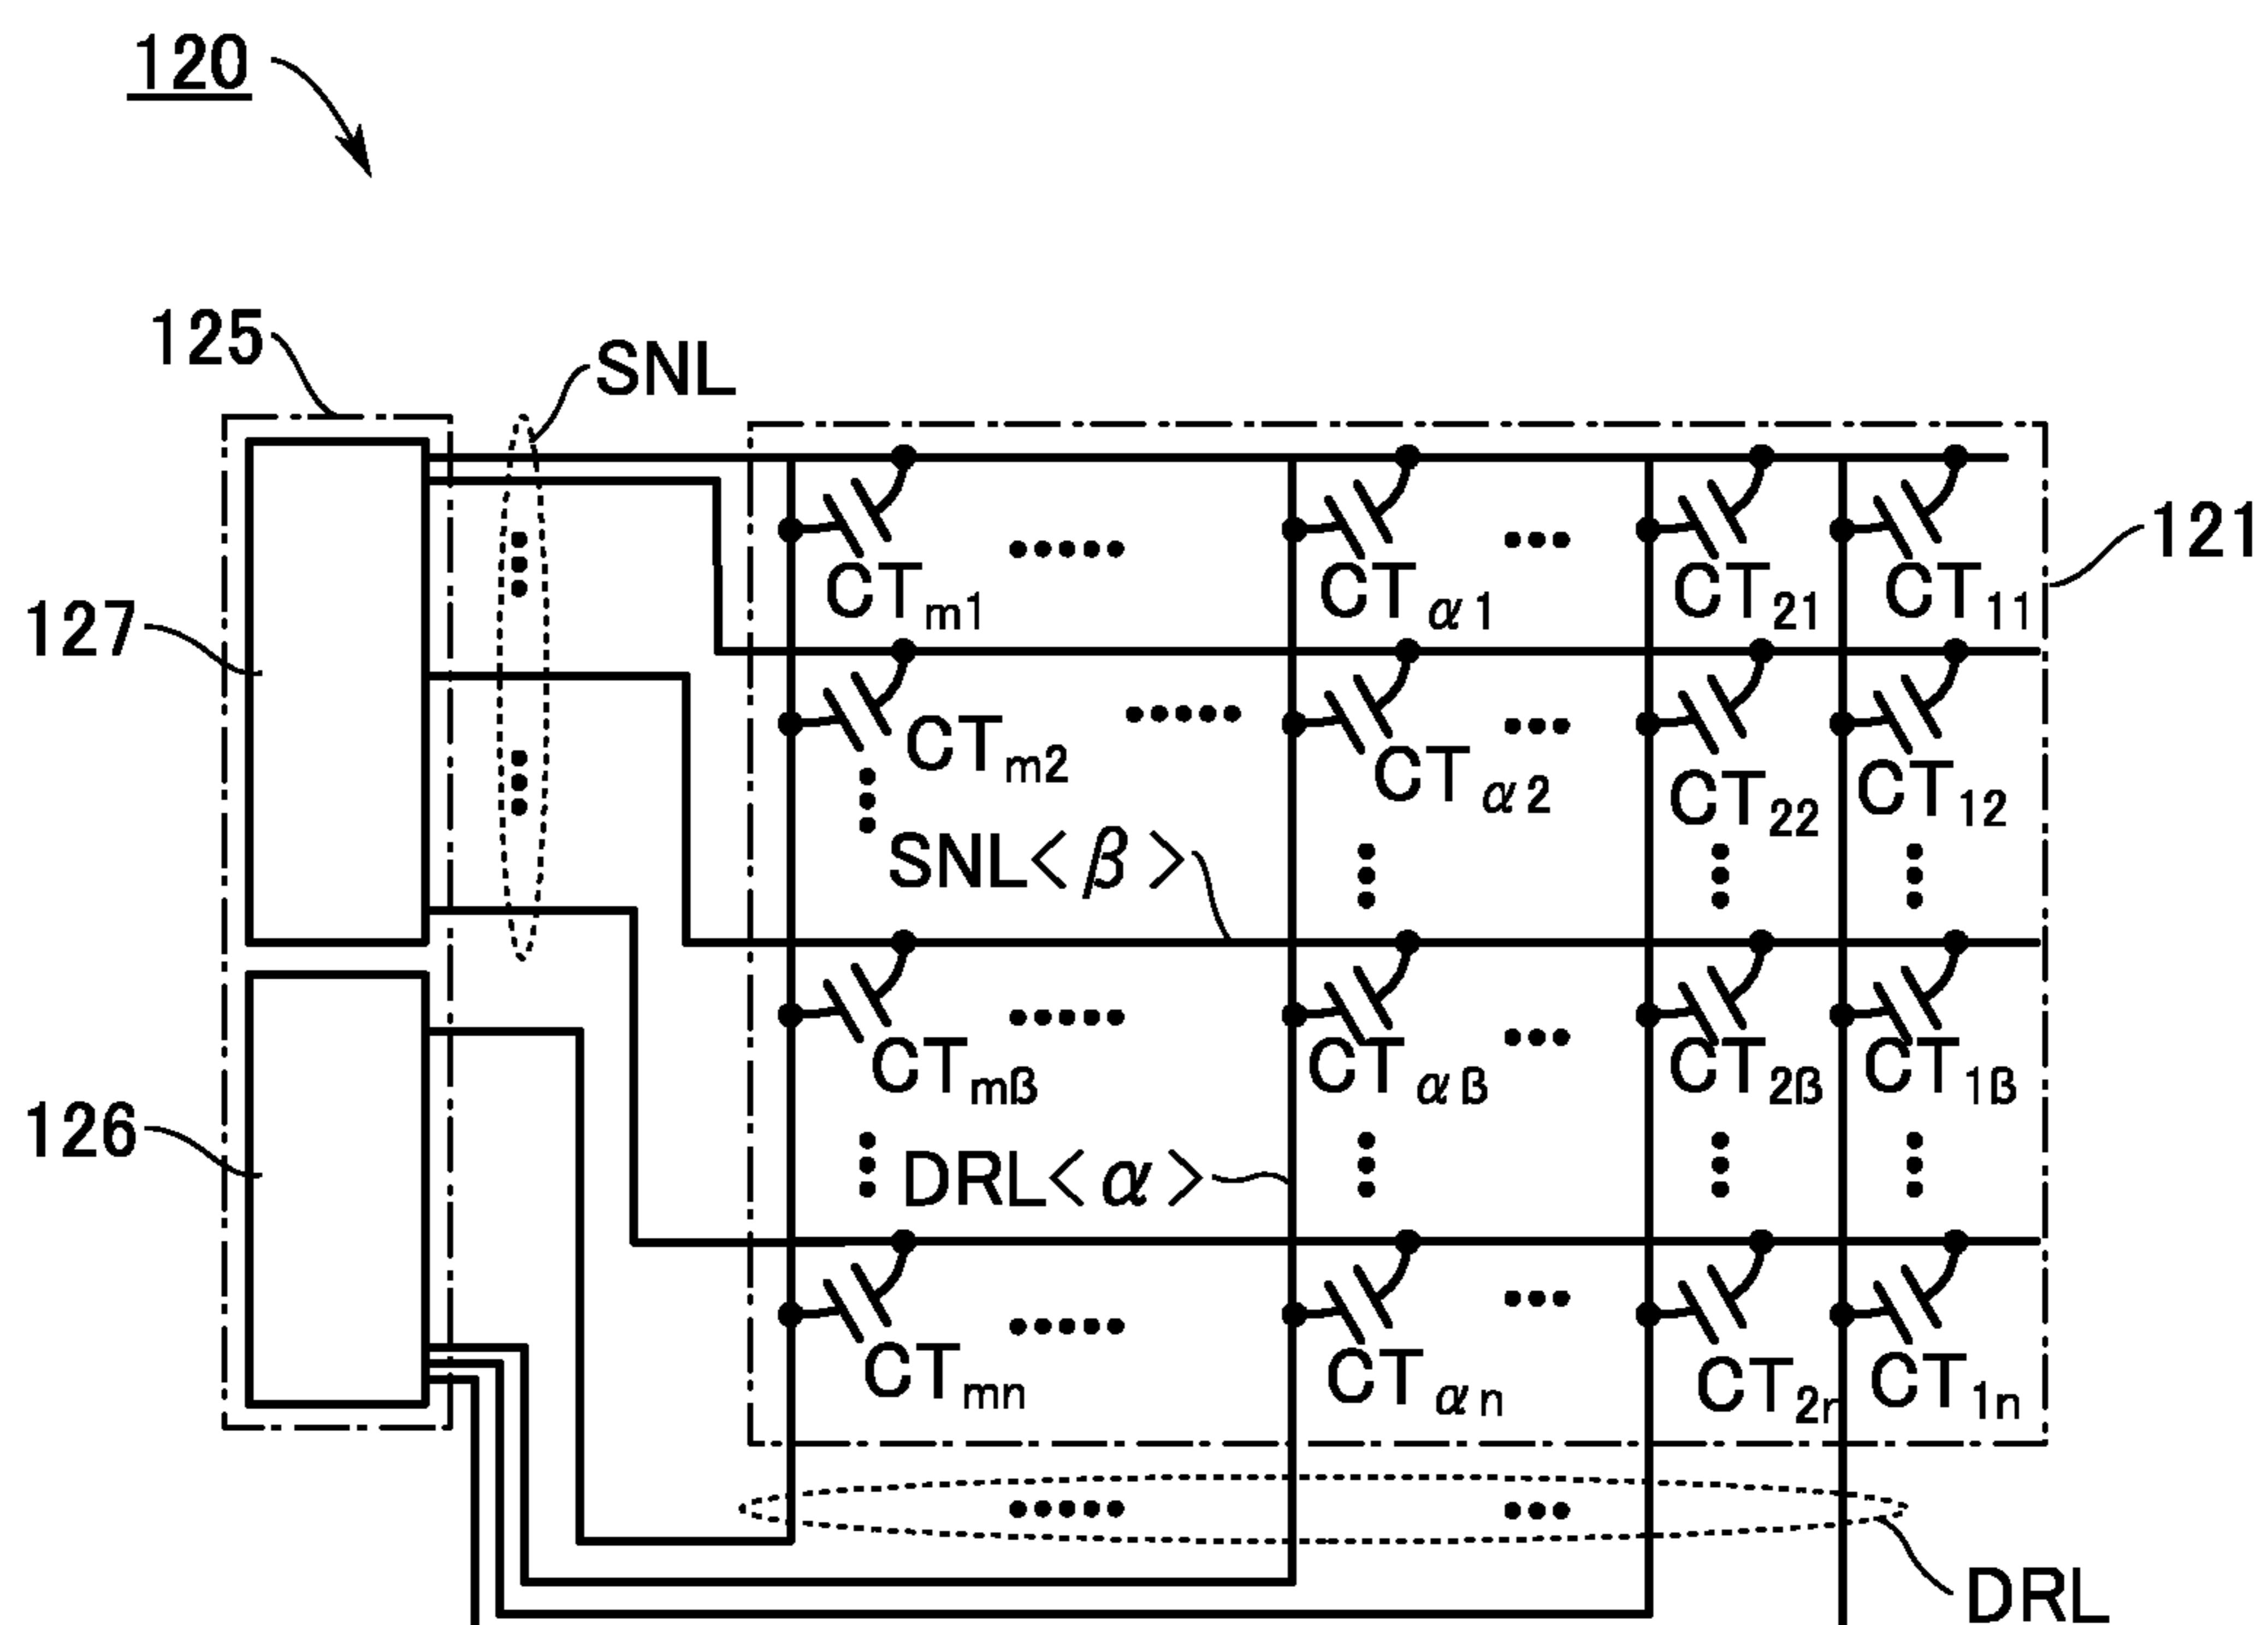 120
125
SNL
121
CTm1 CTα1 CT21 CT11
127
CTm2 CTα2 CT22 CT12
SNL<β>
CTmβ CTαβ CT2β CT1β
126
DRL<α>
CTmn CTαn CT2r CT1n
DRL